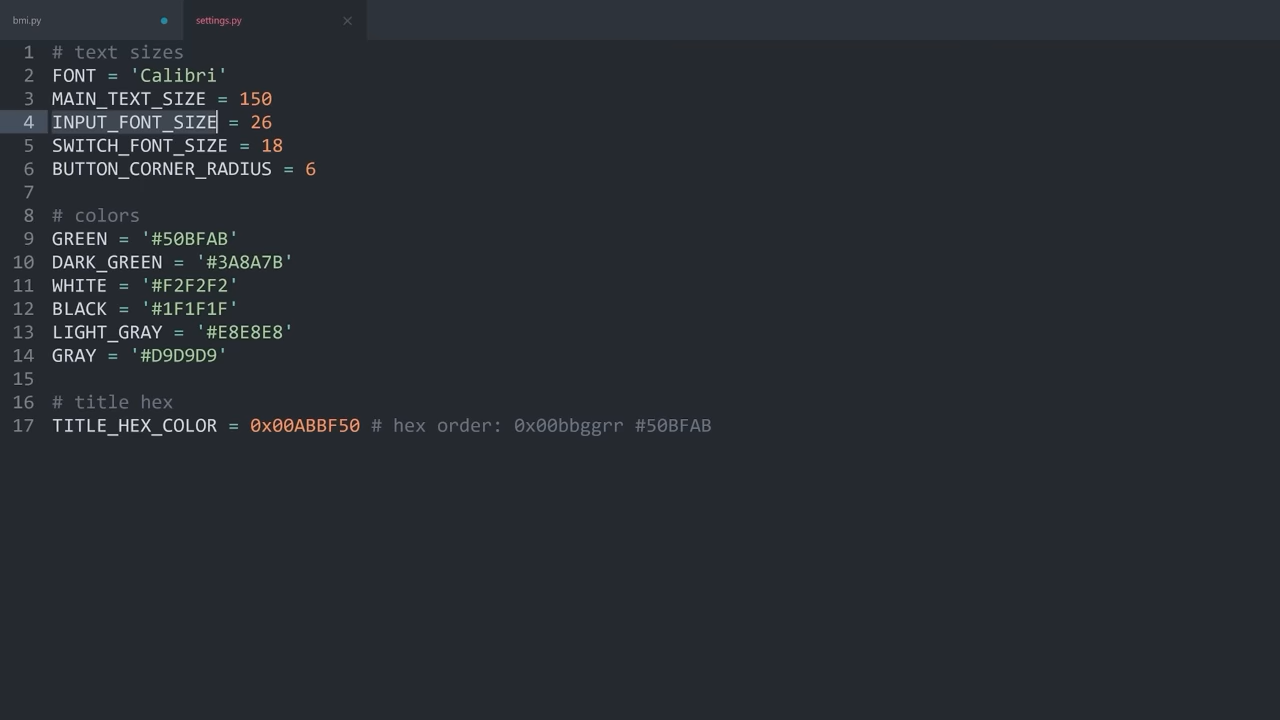 bmi.py settings.py
1 # text sizes
2 FONT = 'Calibri'
3 MAIN_TEXT_SIZE = 150
4 INPUT_FONT_SIZE = 26
5 SWITCH_FONT_SIZE = 18
6 BUTTON_CORNER_RADIUS = 6
7
8 # colors
9 GREEN = '#50BFAB'
10 DARK_GREEN = '#3A8A7B'
11 WHITE = '#F2F2F2'
12 BLACK = '#1F1F1F'
13 LIGHT_GRAY = '#E8E8E8'
14 GRAY = '#D9D9D9'
15
16 # title hex
17 TITLE_HEX_COLOR = 0x00ABBF50 # hex order: 0x00bbggrr #50BFAB